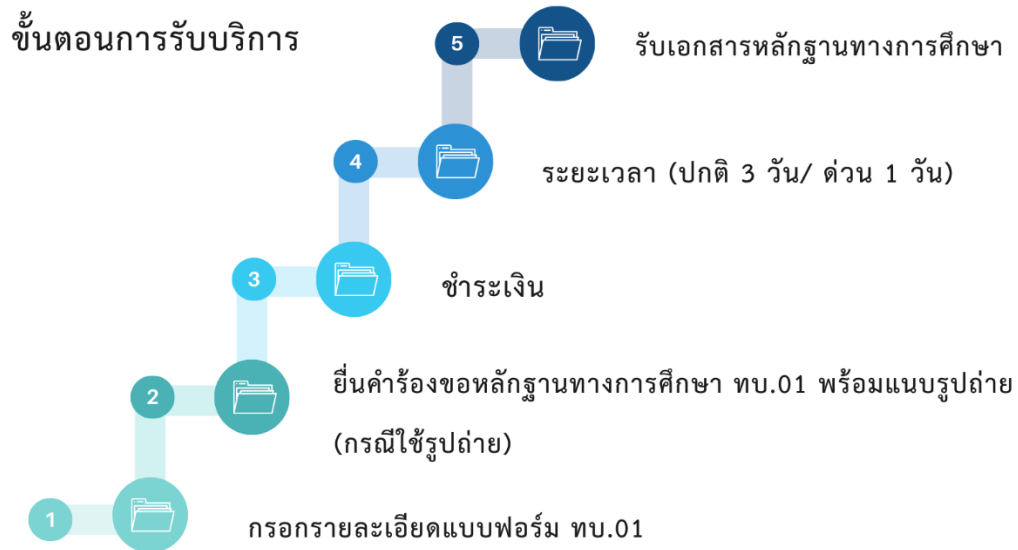 ขั้นตอนการรับบริการ
5
รับเอกสารหลักฐานทางการศึกษา
4
ระยะเวลา (ปกติ 3 วัน/ ด่วน 1 วัน)
3
ชำระเงิน
2
ยื่นคำร้องขอหลักฐานทางการศึกษา ทบ.01 พร้อมแนบรูปถ่าย
(กรณีใช้รูปถ่าย)
1
กรอกรายละเอียดแบบฟอร์ม ทบ.01